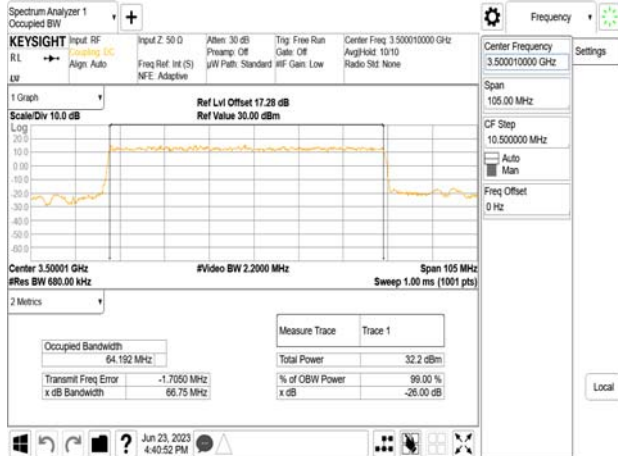 Spectrum Analyzer 1
Occupied BW
+
Frequency
KEYSIGHT
Input: RF
Coupling: DC
Align: Auto
Input Z: 50 Ω
Freq Ref: Int (S)
NFE: Adaptive
Atten: 30 dB
Preamp: Off
µW Path: Standard
Trig: Free Run
Gate: Off
#IF Gain: Low
Center Freq: 3.500010000 GHz
Avg|Hold: 10/10
Radio Std: None
RL
LXI
1 Graph
Scale/Div 10.0 dB
Ref Lvl Offset 17.28 dB
Ref Value 30.00 dBm
Log
20.0
10.0
0.00
-10.0
-20.0
-30.0
-40.0
-50.0
-60.0
Center 3.50001 GHz
#Video BW 2.2000 MHz
Span 105 MHz
#Res BW 680.00 kHz
Sweep 1.00 ms (1001 pts)
2 Metrics
Measure Trace
Trace 1
Occupied Bandwidth
64.192 MHz
Total Power
32.2 dBm
Transmit Freq Error
-1.7050 MHz
% of OBW Power
99.00 %
x dB Bandwidth
66.75 MHz
x dB
-26.00 dB
?
Jun 23, 2023
4:40:52 PM
Center Frequency
3.500010000 GHz
Settings
Span
105.00 MHz
CF Step
10.500000 MHz
Auto
Man
Freq Offset
0 Hz
Local